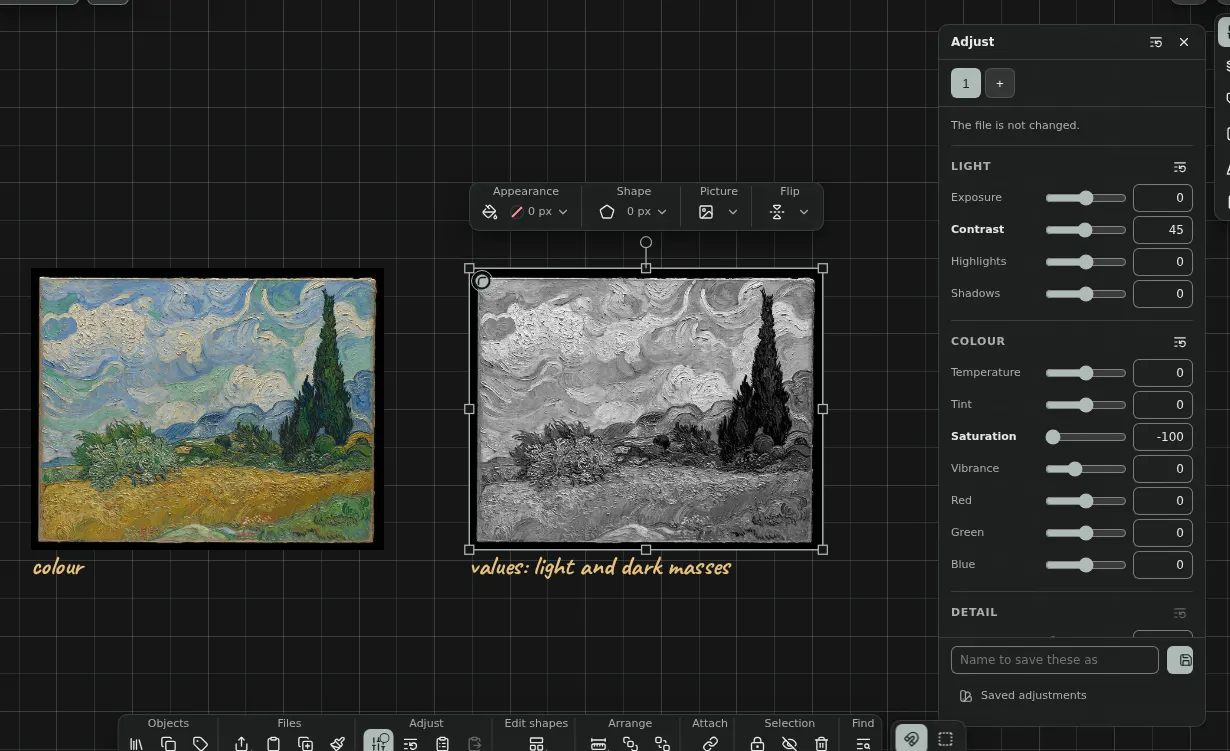 Adjust
1
+
The file is not changed.
LIGHT
Exposure 0
Contrast 45
Highlights 0
Shadows 0
COLOUR
Temperature 0
Tint 0
Saturation -100
Vibrance 0
Red 0
Green 0
Blue 0
DETAIL
Name to save these as
Saved adjustments
Appearance Shape Picture Flip
0 px 0 px
colour
values: light and dark masses
Objects Files Adjust Edit shapes Arrange Attach Selection Find